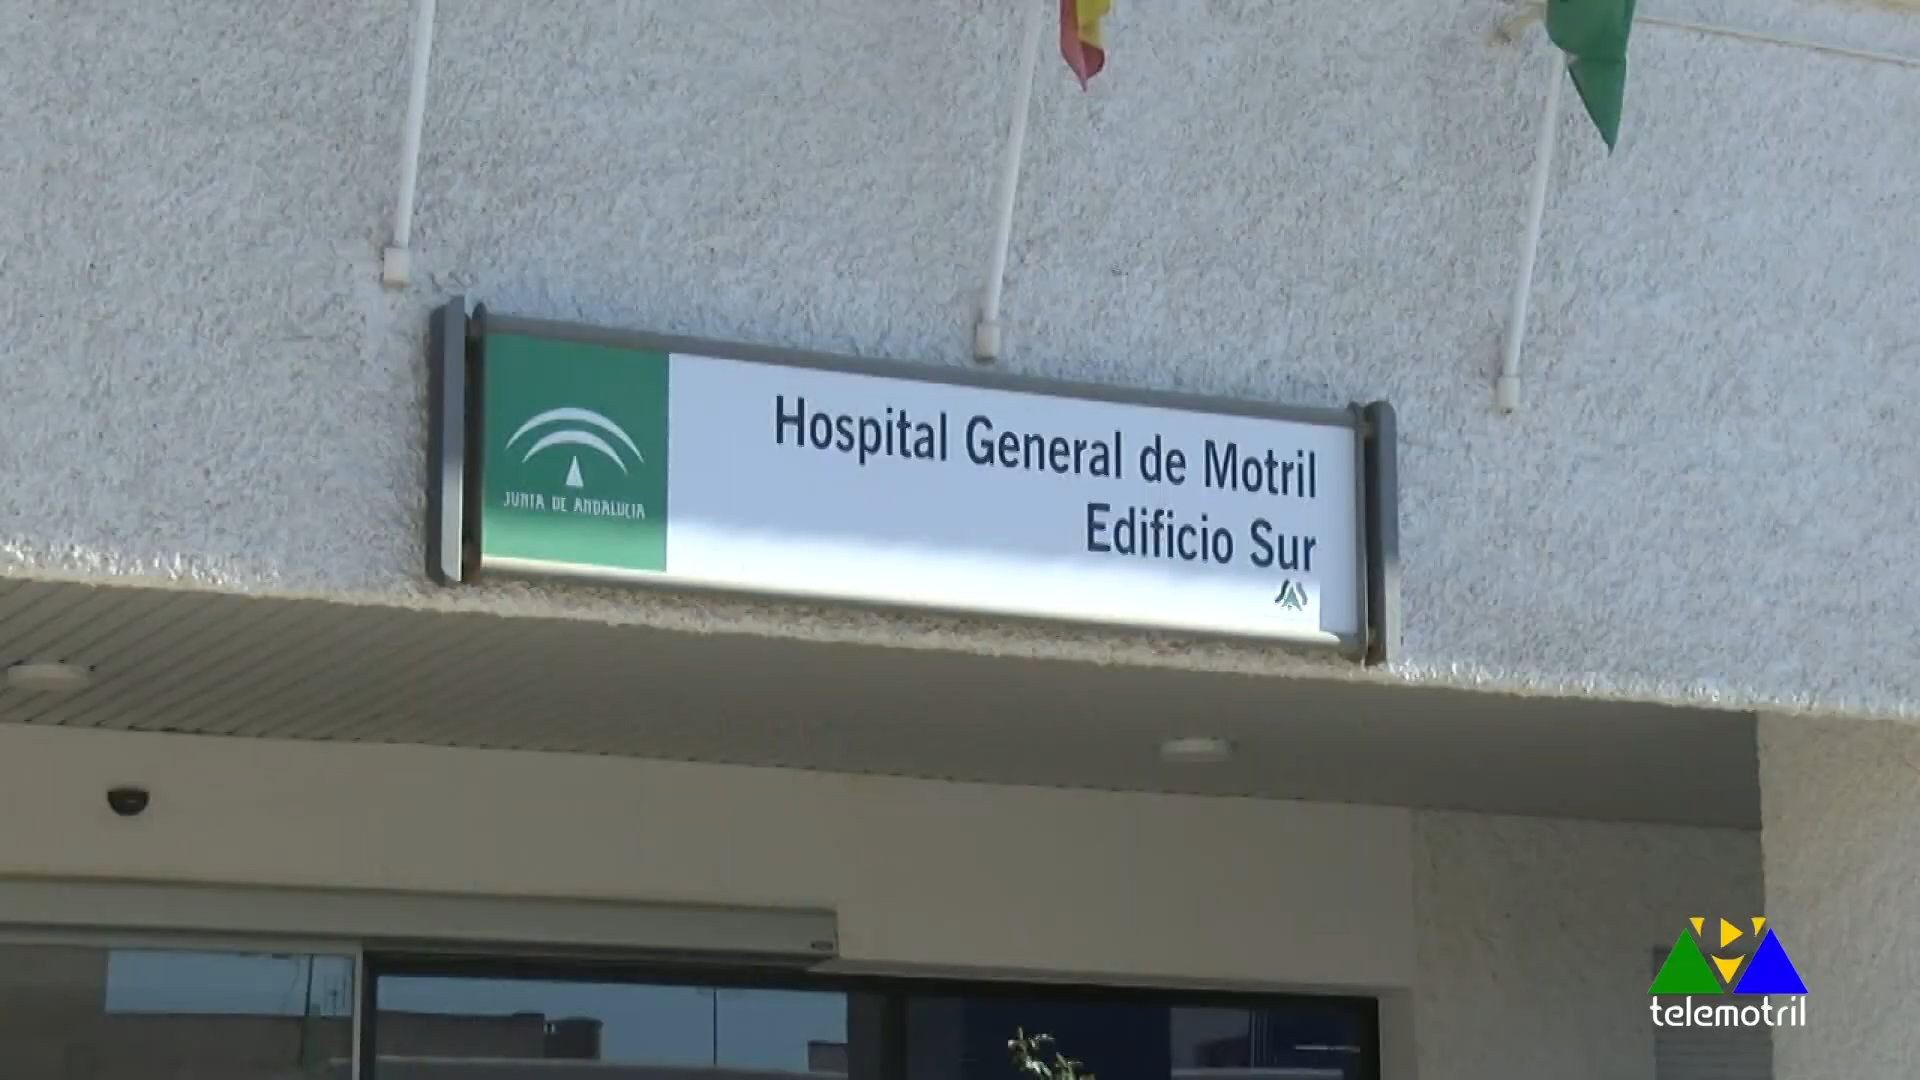 Hospital General de Motril
Edificio Sur
JUNTA DE ANDALUCIA
telemotril